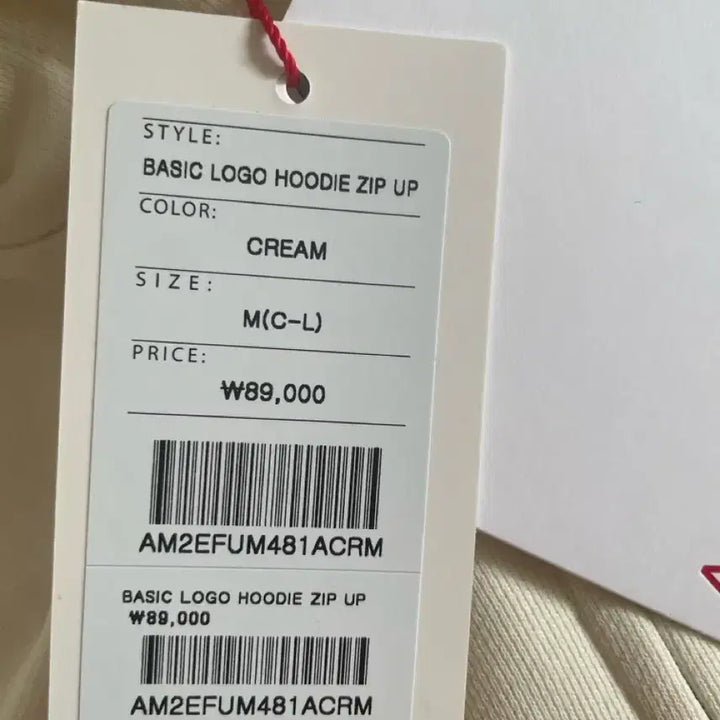 STYLE:
BASIC LOGO HOODIE ZIP UP
COLOR:
CREAM
SIZE:
M(C-L)
PRICE:
₩89,000
AM2EFUM481ACRM
BASIC LOGO HOODIE ZIP UP
₩89,000
AM2EFUM481ACRM